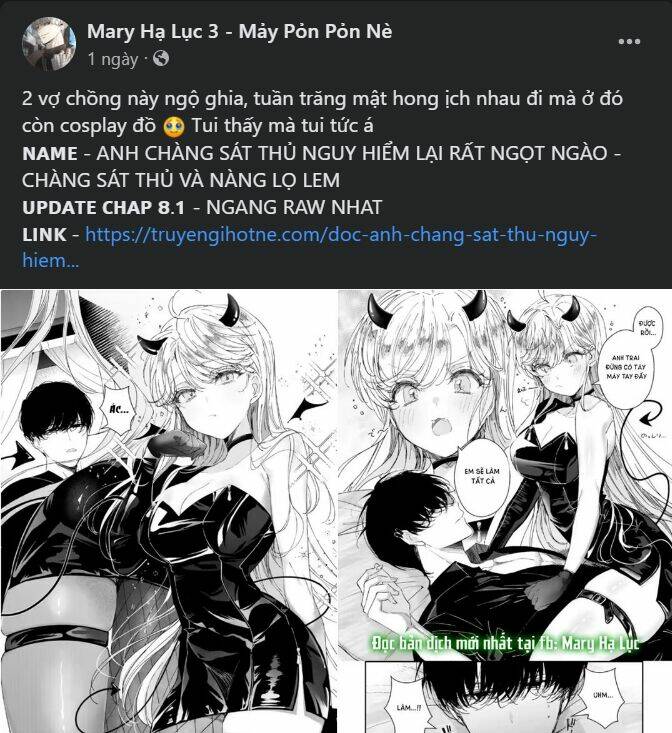 Mary Hạ Lục 3 - Mảy Pỏn Pỏn Nè
1 ngày ·
2 vợ chồng này ngộ ghia, tuần trăng mật hong ịch nhau đi mà ở đó
còn cosplay đồ 🥹 Tui thấy mà tui tức á
NAME - ANH CHÀNG SÁT THỦ NGUY HIỂM LẠI RẤT NGỌT NGÀO -
CHÀNG SÁT THỦ VÀ NÀNG LỌ LEM
UPDATE CHAP 8.1 - NGANG RAW NHAT
LINK - https://truyengihotne.com/doc-anh-chang-sat-thu-nguy-
hiem...
ÁC...
ĐƯỢC
RỒI...
ANH TRAI
ĐỪNG CÓ TÁY
MÁY TAY ĐẤY
EM SẼ LÀM
TẤT CẢ
Đọc bản dịch mới nhất tại fb: Mary Hạ Lục
LÀM...!!
UHM...